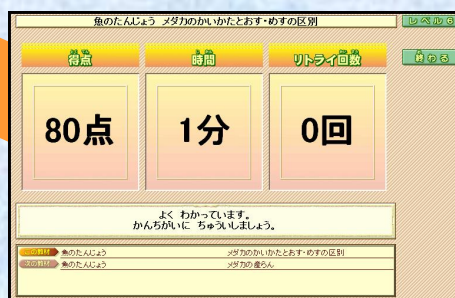 魚のたんじょう メダカのかいかたとおす・めすの区別
レベル6
得点 時間 リトライ回数
終わる
80点 1分 0回
よく わかっています。
かんちがいに ちゅういしましょう。
魚のたんじょう メダカのかいかたとおす・めすの区別
魚のたんじょう メダカの産らん